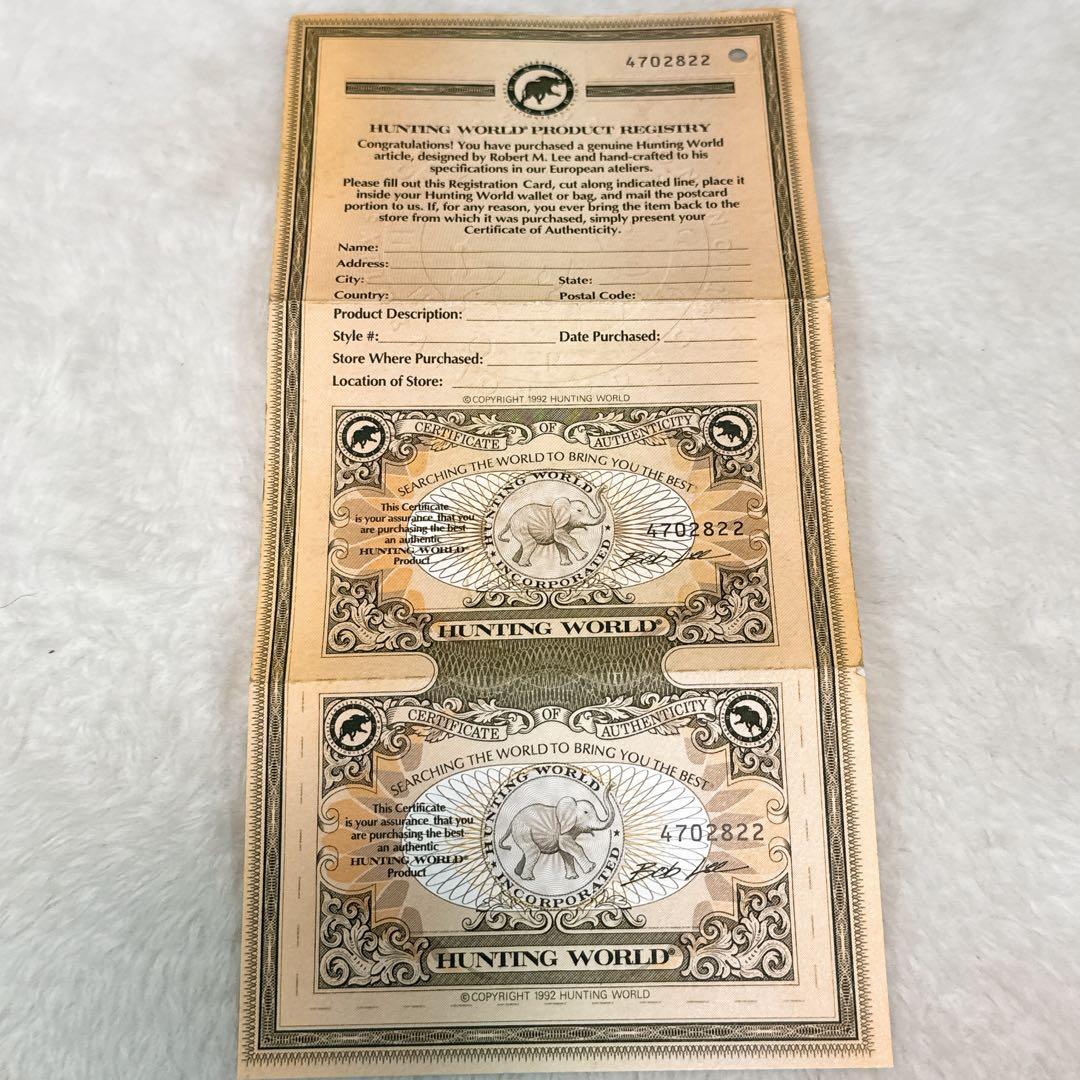 4702822
HUNTING WORLD® PRODUCT REGISTRY
Congratulations! You have purchased a genuine Hunting World
article, designed by Robert M. Lee and hand-crafted to his
specifications in our European ateliers.
Please fill out this Registration Card, cut along indicated line, place it
inside your Hunting World wallet or bag, and mail the postcard
portion to us. If, for any reason, you ever bring the item back to the
store from which it was purchased, simply present your
Certificate of Authenticity.
Name:
Address:
City: State:
Country: Postal Code:
Product Description:
Style #: Date Purchased:
Store Where Purchased:
Location of Store:
© COPYRIGHT 1992 HUNTING WORLD
CERTIFICATE OF AUTHENTICITY
SEARCHING THE WORLD TO BRING YOU THE BEST
This Certificate
is your assurance that you
are purchasing the best
an authentic
HUNTING WORLD®
Product
HUNTING WORLD
INCORPORATED
4702822
Bob Lee
HUNTING WORLD®
CERTIFICATE OF AUTHENTICITY
SEARCHING THE WORLD TO BRING YOU THE BEST
This Certificate
is your assurance that you
are purchasing the best
an authentic
HUNTING WORLD®
Product
HUNTING WORLD
INCORPORATED
4702822
Bob Lee
HUNTING WORLD®
© COPYRIGHT 1992 HUNTING WORLD